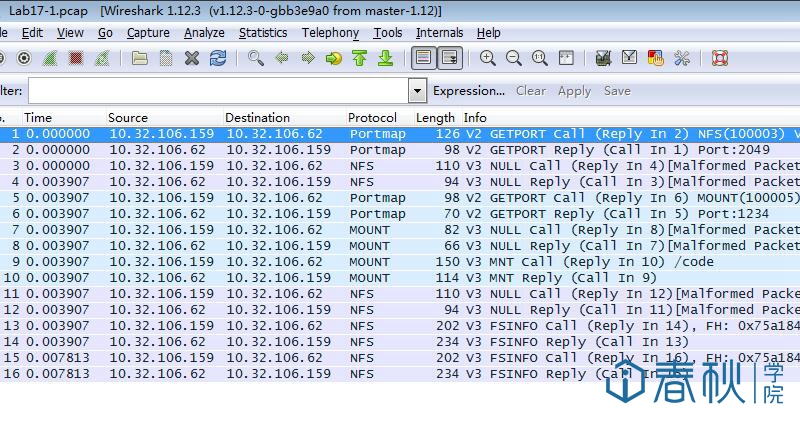 Lab17-1.pcap [Wireshark 1.12.3 (v1.12.3-0-gbb3e9a0 from master-1.12)]
le Edit View Go Capture Analyze Statistics Telephony Tools Internals Help
lter: Expression... Clear Apply Save
o. Time Source Destination Protocol Length Info
1 0.000000 10.32.106.159 10.32.106.62 Portmap 126 V2 GETPORT Call (Reply In 2) NFS(100003) V
2 0.000000 10.32.106.62 10.32.106.159 Portmap 98 V2 GETPORT Reply (Call In 1) Port:2049
3 0.000000 10.32.106.159 10.32.106.62 NFS 110 V3 NULL Call (Reply In 4)[Malformed Packet
4 0.003907 10.32.106.62 10.32.106.159 NFS 94 V3 NULL Reply (Call In 3)[Malformed Packet
5 0.003907 10.32.106.159 10.32.106.62 Portmap 98 V2 GETPORT Call (Reply In 6) MOUNT(100005)
6 0.003907 10.32.106.62 10.32.106.159 Portmap 70 V2 GETPORT Reply (Call In 5) Port:1234
7 0.003907 10.32.106.159 10.32.106.62 MOUNT 82 V3 NULL Call (Reply In 8)[Malformed Packet
8 0.003907 10.32.106.62 10.32.106.159 MOUNT 66 V3 NULL Reply (Call In 7)[Malformed Packet
9 0.003907 10.32.106.159 10.32.106.62 MOUNT 150 V3 MNT Call (Reply In 10) /code
10 0.003907 10.32.106.62 10.32.106.159 MOUNT 114 V3 MNT Reply (Call In 9)
11 0.003907 10.32.106.159 10.32.106.62 NFS 110 V3 NULL Call (Reply In 12)[Malformed Packe
12 0.003907 10.32.106.62 10.32.106.159 NFS 94 V3 NULL Reply (Call In 11)[Malformed Packe
13 0.003907 10.32.106.159 10.32.106.62 NFS 202 V3 FSINFO Call (Reply In 14), FH: 0x75a184
14 0.003907 10.32.106.62 10.32.106.159 NFS 234 V3 FSINFO Reply (Call In 13)
15 0.007813 10.32.106.159 10.32.106.62 NFS 202 V3 FSINFO Call (Reply In 16), FH: 0x75a184
16 0.007813 10.32.106.62 10.32.106.159 NFS 234 V3 FSINFO Reply (Call In
春秋学院